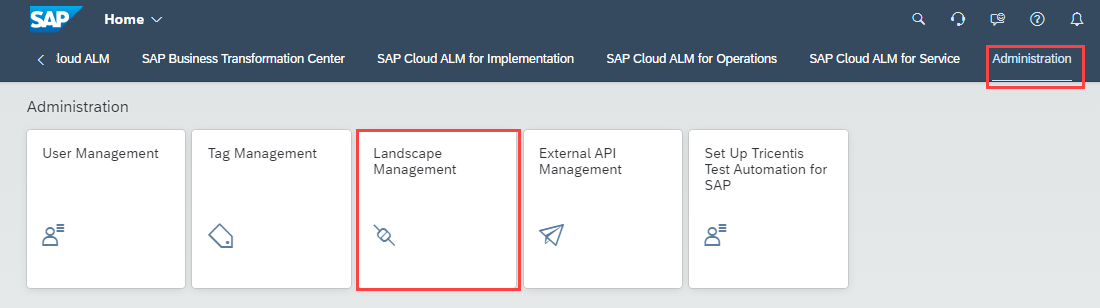 SAP Home
loud ALM SAP Business Transformation Center SAP Cloud ALM for Implementation SAP Cloud ALM for Operations SAP Cloud ALM for Service Administration
Administration
User Management
Tag Management
Landscape
Management
External API
Management
Set Up Tricentis
Test Automation for
SAP